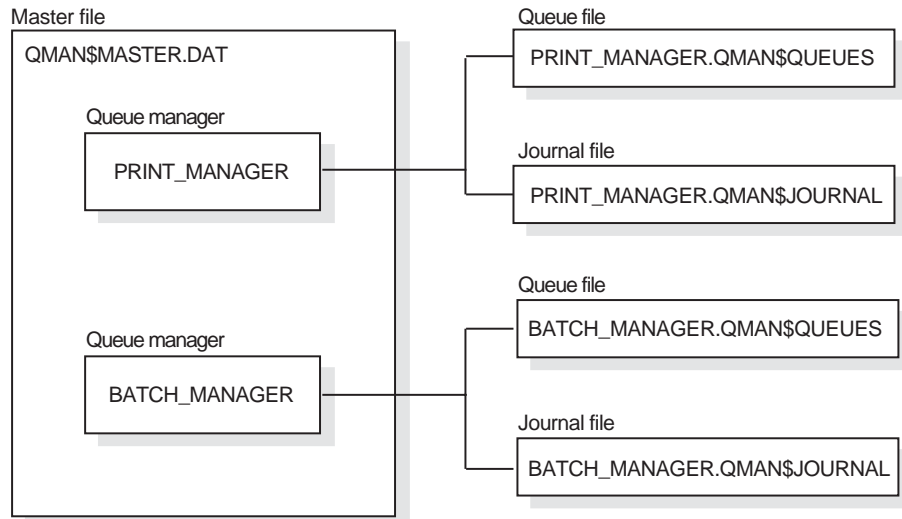 Master file
QMAN$MASTER.DAT
Queue manager
PRINT_MANAGER
Queue manager
BATCH_MANAGER
Queue file
PRINT_MANAGER.QMAN$QUEUES
Journal file
PRINT_MANAGER.QMAN$JOURNAL
Queue file
BATCH_MANAGER.QMAN$QUEUES
Journal file
BATCH_MANAGER.QMAN$JOURNAL